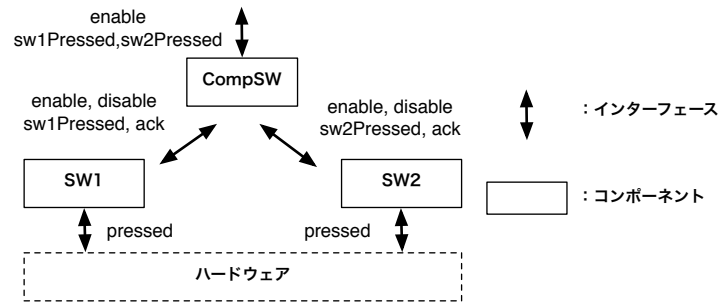 enable
sw1Pressed,sw2Pressed
CompSW
enable, disable
sw1Pressed, ack
enable, disable
sw2Pressed, ack
:インターフェース
SW1
SW2
:コンポーネント
pressed
pressed
ハードウェア